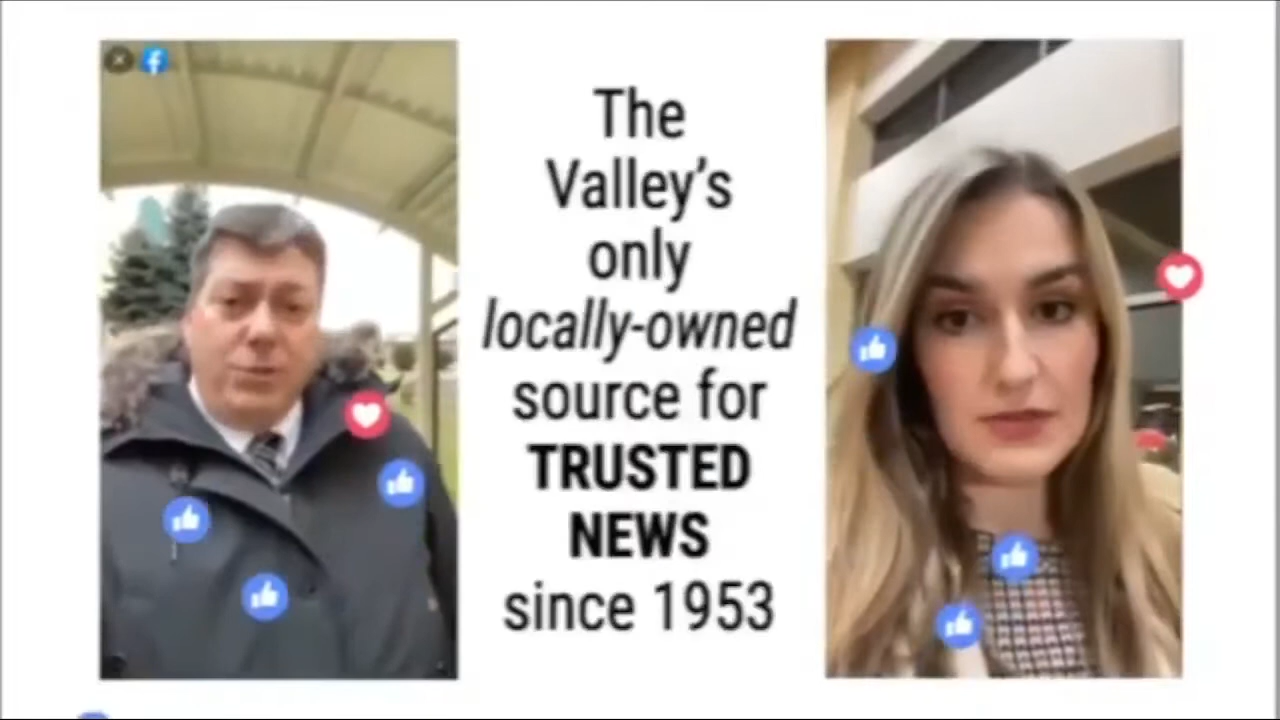 The
Valley's
only
locally-owned
source for
TRUSTED
NEWS
since 1953